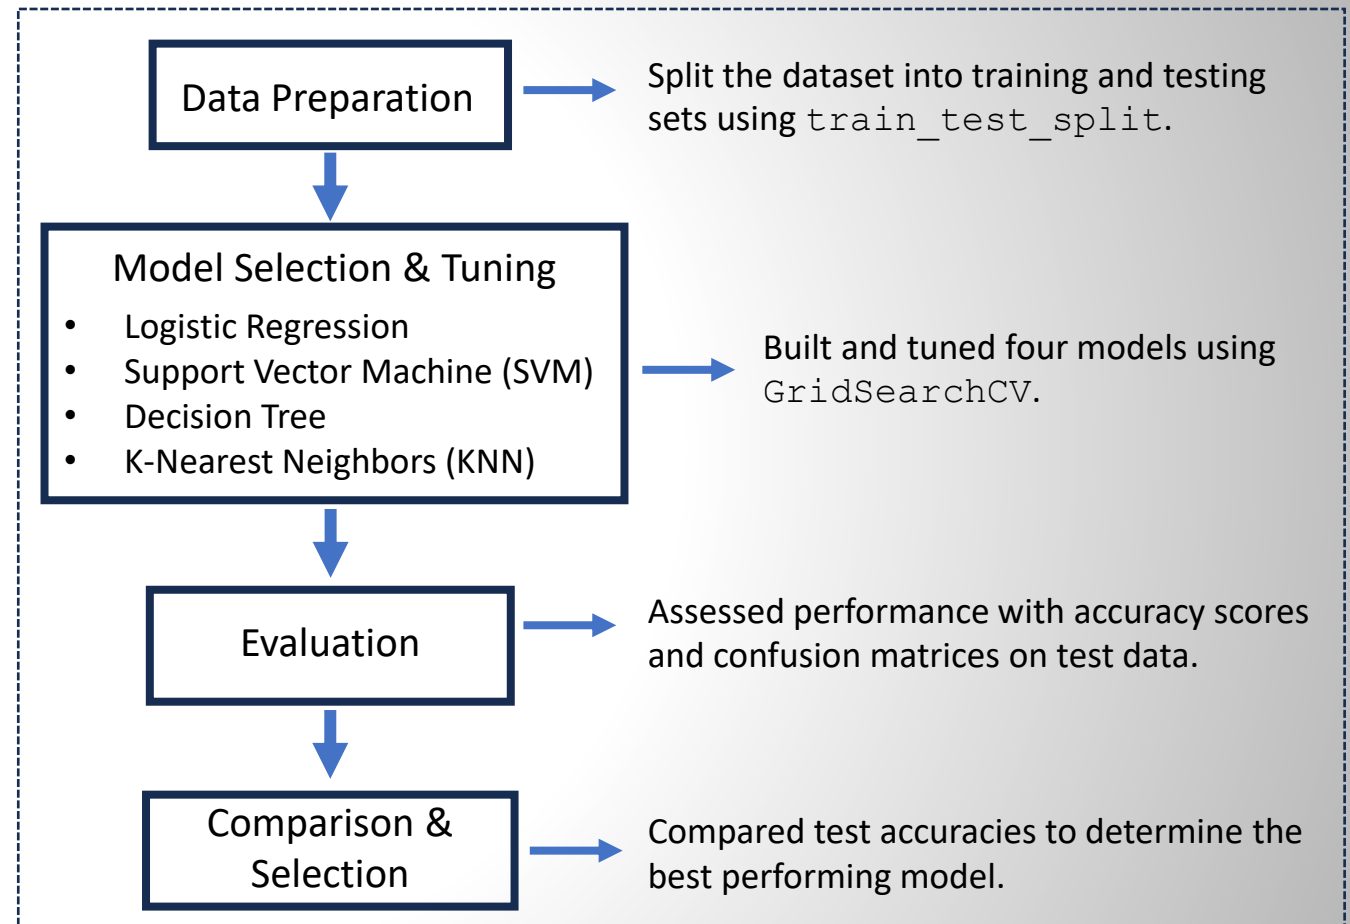 Data Preparation
Split the dataset into training and testing
sets using train_test_split.
Model Selection & Tuning
• Logistic Regression
• Support Vector Machine (SVM)
• Decision Tree
• K-Nearest Neighbors (KNN)
Built and tuned four models using
GridSearchCV.
Evaluation
Assessed performance with accuracy scores
and confusion matrices on test data.
Comparison &
Selection
Compared test accuracies to determine the
best performing model.